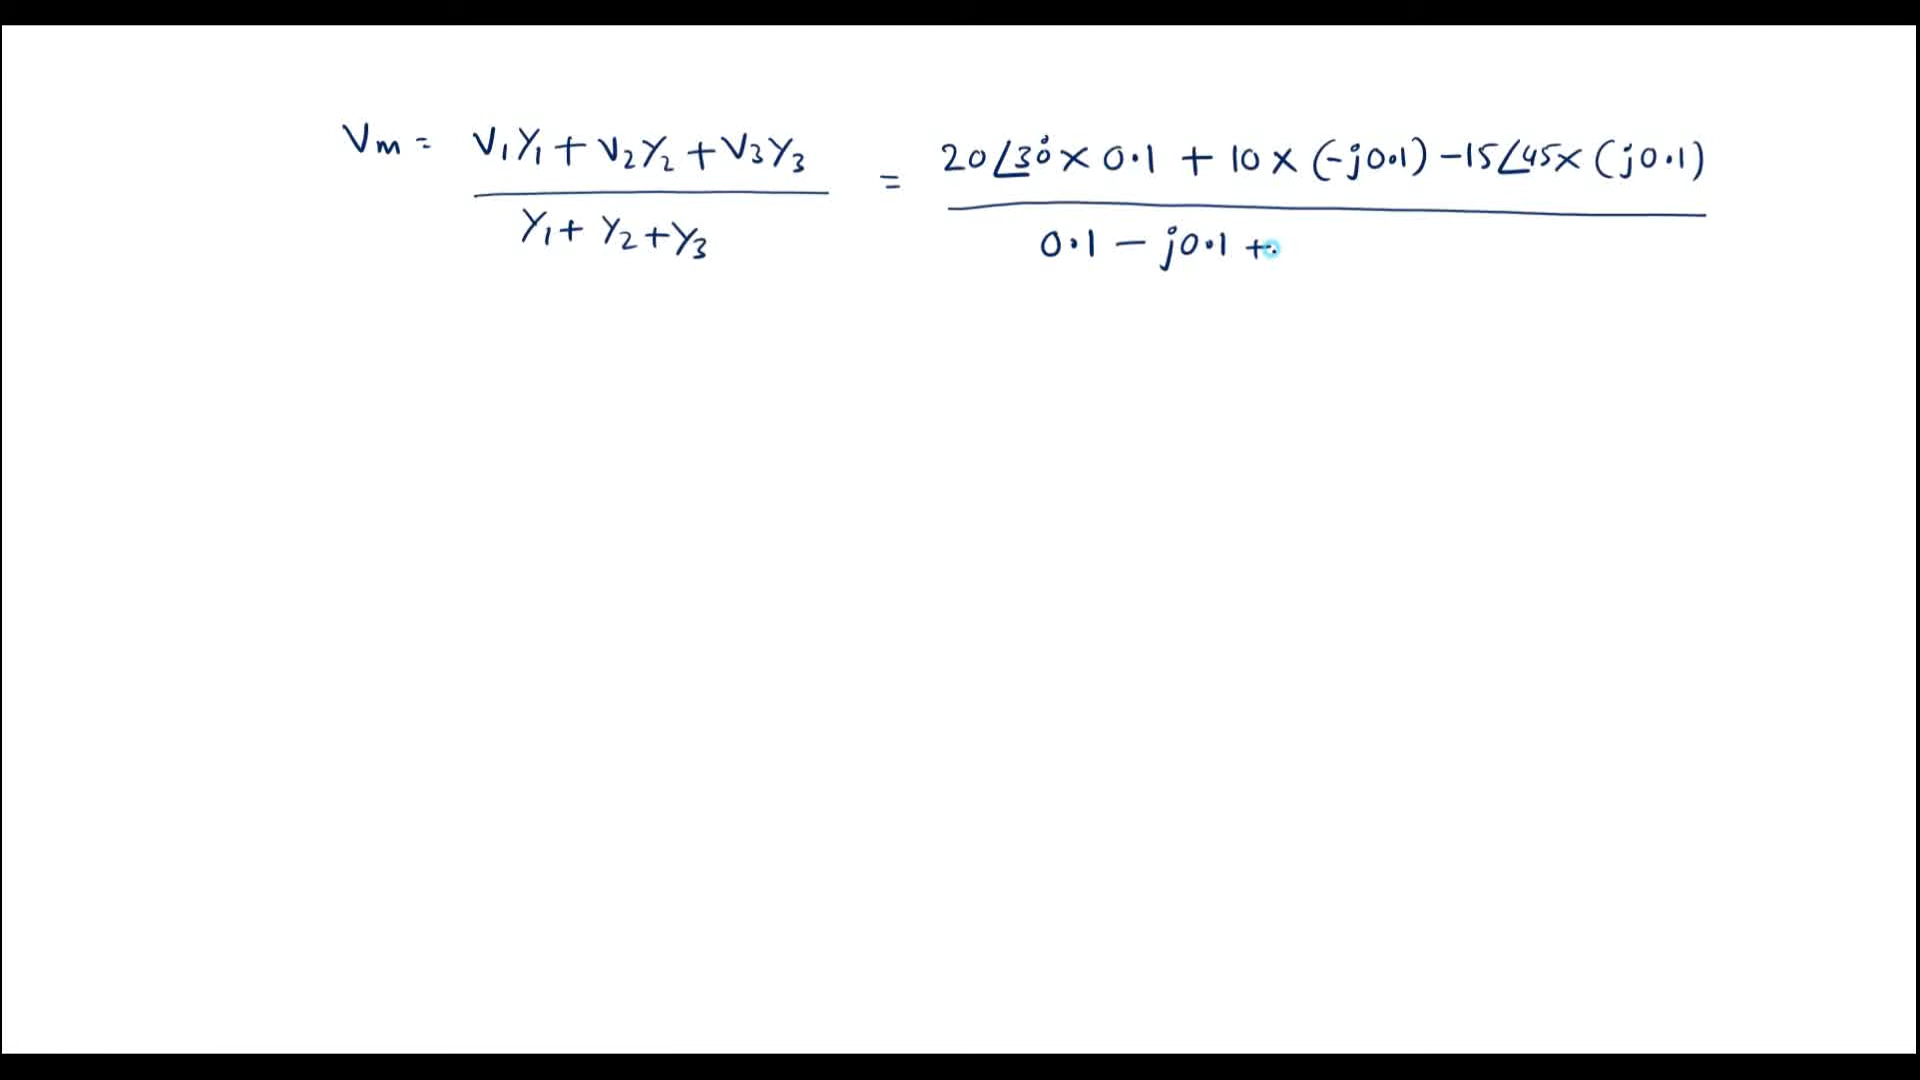 Vm = V1Y1 + V2Y2 + V3Y3 = 20∠30° × 0.1 + 10 × (-j0.1) - 15∠45 × (j0.1)
Y1 + Y2 + Y3 0.1 - j0.1 +